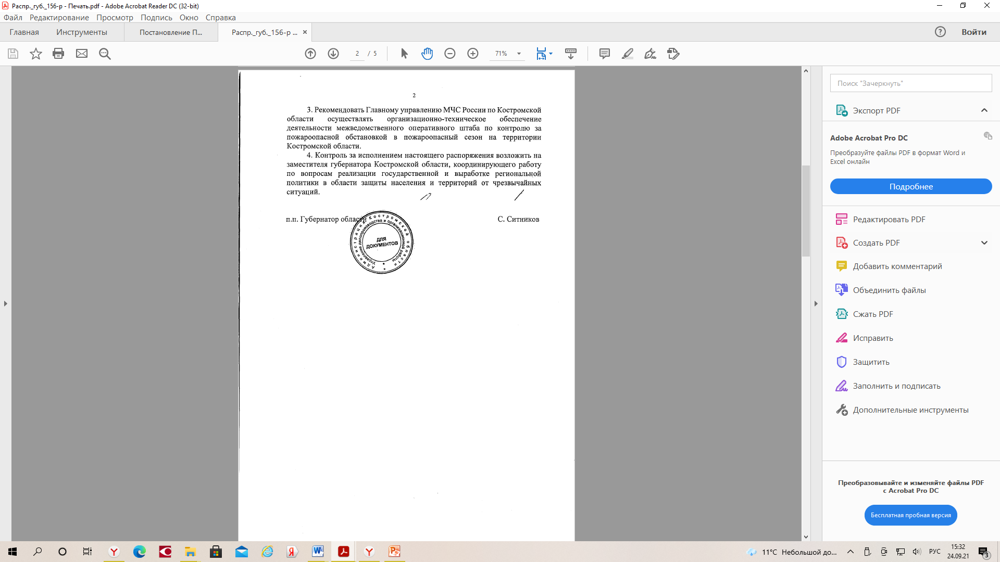 Распр._губ._156-р - Печать.pdf - Adobe Acrobat Reader DC (32-bit)
Файл Редактирование Просмотр Подпись Окно Справка
Главная Инструменты Постановление П... Распр._губ._156-р ... Войти
2 / 5 71%
2
3. Рекомендовать Главному управлению МЧС России по Костромской
области осуществлять организационно-техническое обеспечение
деятельности межведомственного оперативного штаба по контролю за
пожароопасной обстановкой в пожароопасный сезон на территории
Костромской области.
4. Контроль за исполнением настоящего распоряжения возложить на
заместителя губернатора Костромской области, координирующего работу
по вопросам реализации государственной и выработке региональной
политики в области защиты населения и территорий от чрезвычайных
ситуаций.
п.п. Губернатор области С. Ситников
Администрация Костромской области
Управление делопроизводства и организационной работы
ДЛЯ
ДОКУМЕНТОВ
Поиск "Зачеркнуть"
Экспорт PDF
Adobe Acrobat Pro DC
Преобразуйте файлы PDF в формат Word и
Excel онлайн
Подробнее
Редактировать PDF
Создать PDF
Добавить комментарий
Объединить файлы
Сжать PDF
Исправить
Защитить
Заполнить и подписать
Дополнительные инструменты
Преобразовывайте и изменяйте файлы PDF
с Acrobat Pro DC
Бесплатная пробная версия
11°C Небольшой до... РУС
15:32
24.09.21
3